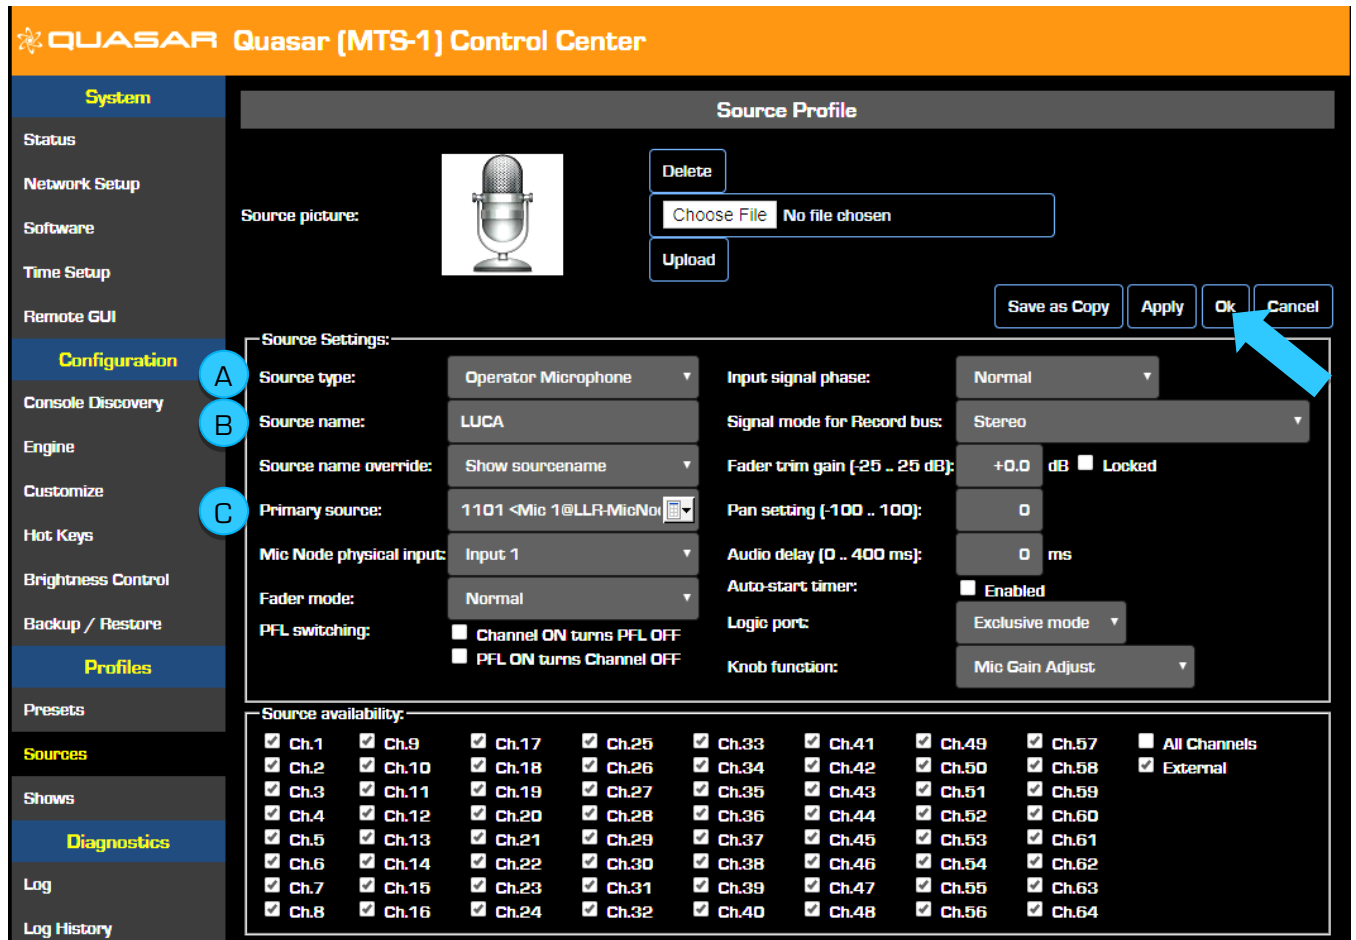 QUASAR Quasar (MTS-1) Control Center
System
Status
Network Setup
Software
Time Setup
Remote GUI
Configuration
Console Discovery
Engine
Customize
Hot Keys
Brightness Control
Backup / Restore
Profiles
Presets
Sources
Shows
Diagnostics
Log
Log History
Source Profile
Source picture:
Delete
Choose File No file chosen
Upload
Save as Copy Apply Ok Cancel
Source Settings:
A Source type: Operator Microphone
B Source name: LUCA
Source name override: Show sourcename
C Primary source: 1101 <Mic 1@LLR-MicNo
Mic Node physical input: Input 1
Fader mode: Normal
PFL switching: Channel ON turns PFL OFF
PFL ON turns Channel OFF
Input signal phase: Normal
Signal mode for Record bus: Stereo
Fader trim gain (-25 .. 25 dB): +0.0 dB Locked
Pan setting (-100 .. 100): 0
Audio delay (0 .. 400 ms): 0 ms
Auto-start timer: Enabled
Logic port: Exclusive mode
Knob function: Mic Gain Adjust
Source availability:
Ch.1 Ch.9 Ch.17 Ch.25 Ch.33 Ch.41 Ch.49 Ch.57 All Channels
Ch.2 Ch.10 Ch.18 Ch.26 Ch.34 Ch.42 Ch.50 Ch.58 External
Ch.3 Ch.11 Ch.19 Ch.27 Ch.35 Ch.43 Ch.51 Ch.59
Ch.4 Ch.12 Ch.20 Ch.28 Ch.36 Ch.44 Ch.52 Ch.60
Ch.5 Ch.13 Ch.21 Ch.29 Ch.37 Ch.45 Ch.53 Ch.61
Ch.6 Ch.14 Ch.22 Ch.30 Ch.38 Ch.46 Ch.54 Ch.62
Ch.7 Ch.15 Ch.23 Ch.31 Ch.39 Ch.47 Ch.55 Ch.63
Ch.8 Ch.16 Ch.24 Ch.32 Ch.40 Ch.48 Ch.56 Ch.64